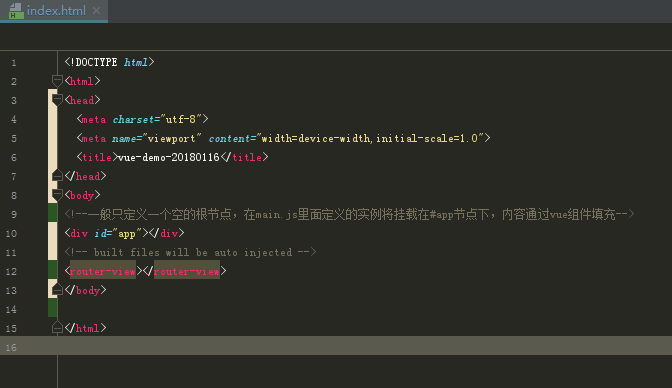 index.html
1 <!DOCTYPE html>
2 <html>
3 <head>
4 <meta charset="utf-8">
5 <meta name="viewport" content="width=device-width,initial-scale=1.0">
6 <title>vue-demo-20180116</title>
7 </head>
8 <body>
9 <!--一般只定义一个空的根节点，在main.js里面定义的实例将挂载在#app节点下，内容通过vue组件填充-->
10 <div id="app"></div>
11 <!-- built files will be auto injected -->
12 <router-view></router-view>
13 </body>
14
15 </html>
16